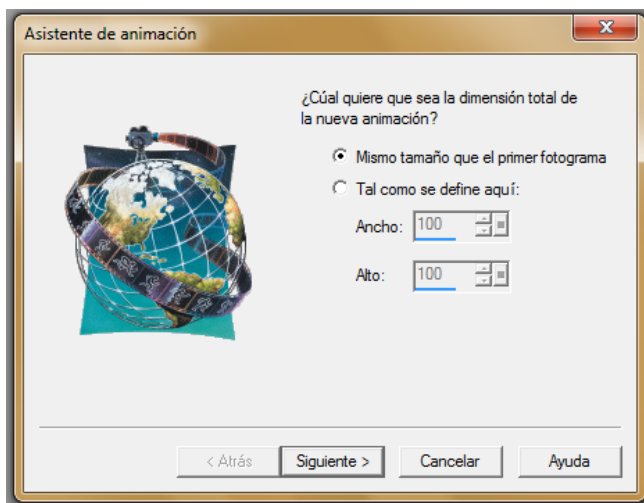 Asistente de animación
¿Cúal quiere que sea la dimensión total de
la nueva animación?
Mismo tamaño que el primer fotograma
Tal como se define aquí:
Ancho: 100
Alto: 100
< Atrás Siguiente > Cancelar Ayuda